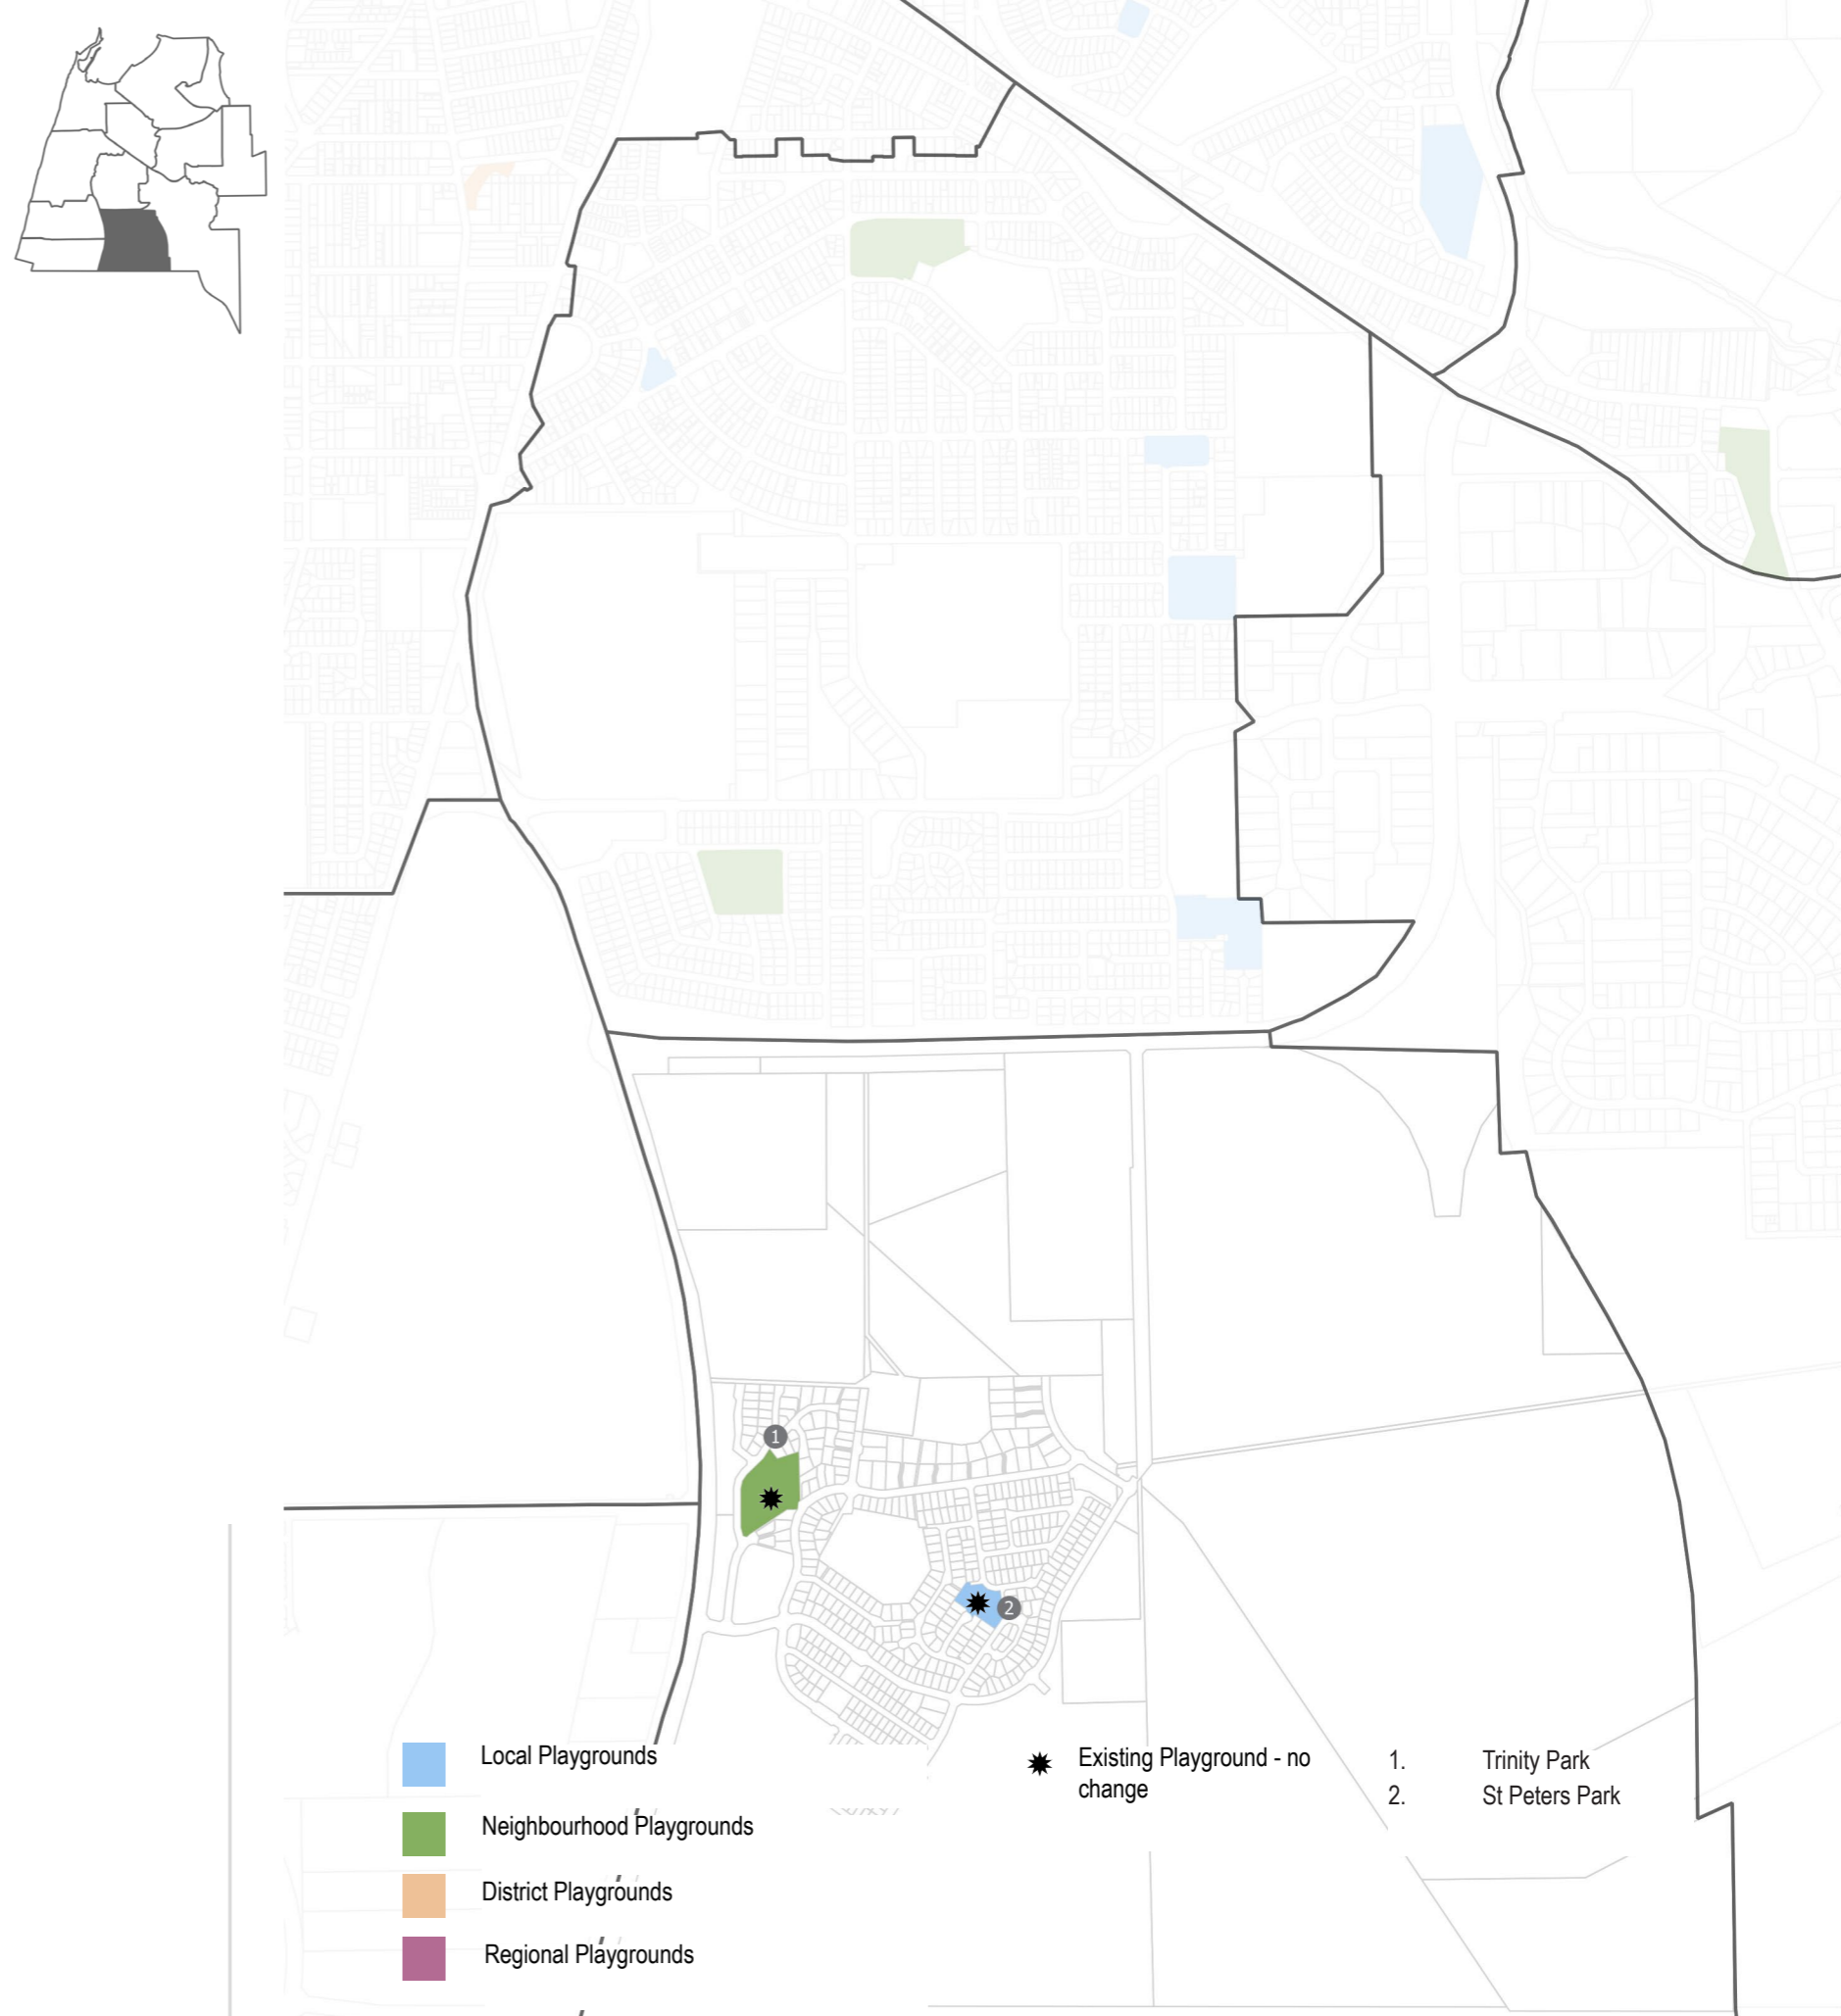 1
2
Local Playgrounds
Neighbourhood Playgrounds
District Playgrounds
Regional Playgrounds
Existing Playground - no
change
1. Trinity Park
2. St Peters Park